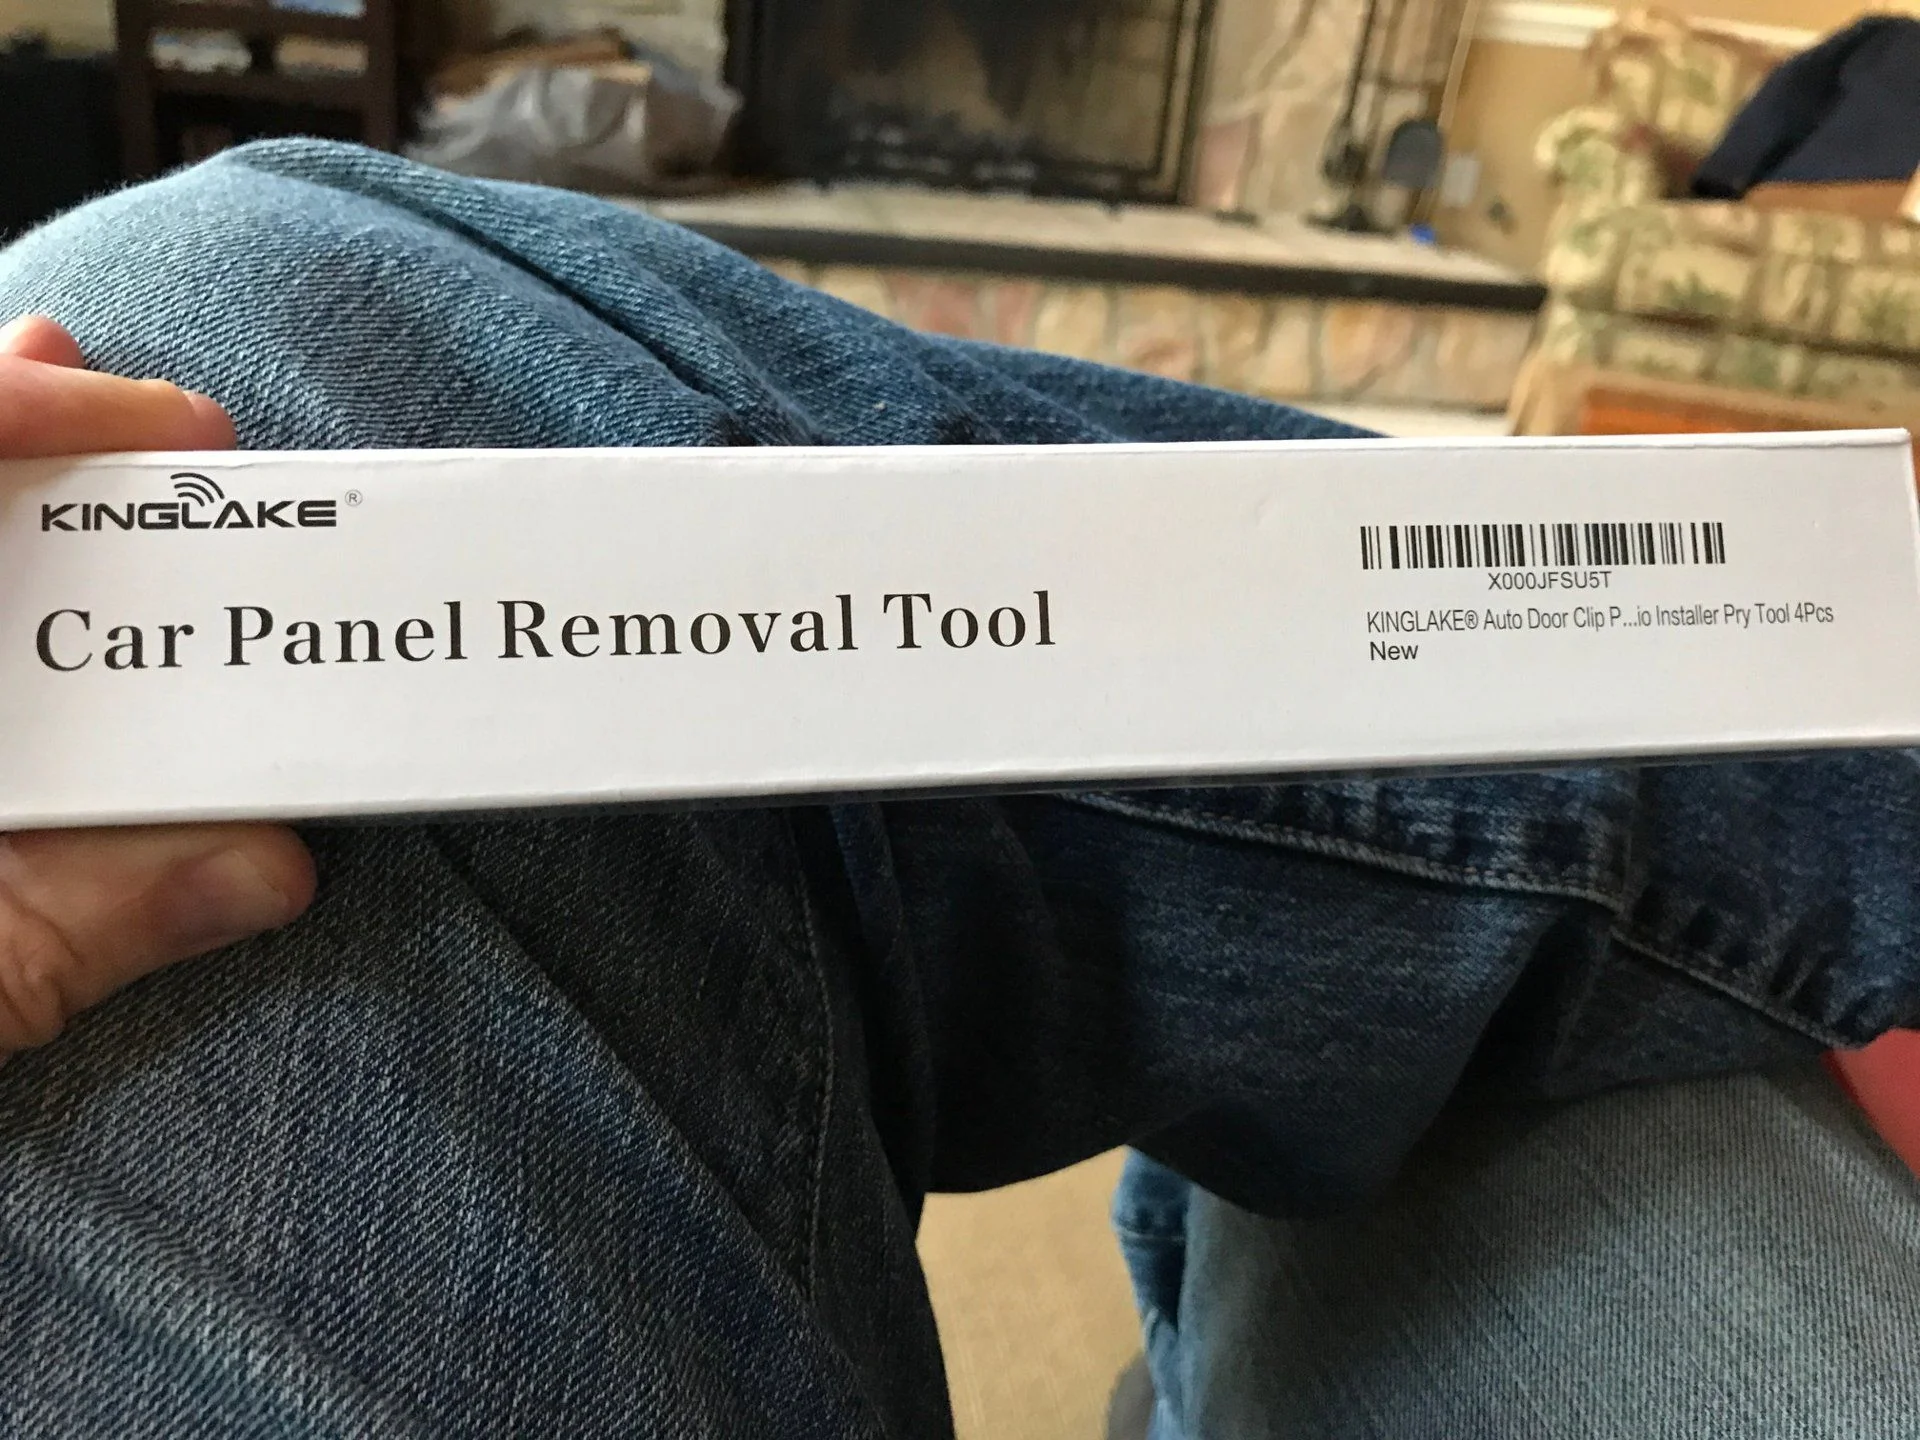 KINGLAKE®
Car Panel Removal Tool
X000JFSU5T
KINGLAKE® Auto Door Clip P...io Installer Pry Tool 4Pcs
New